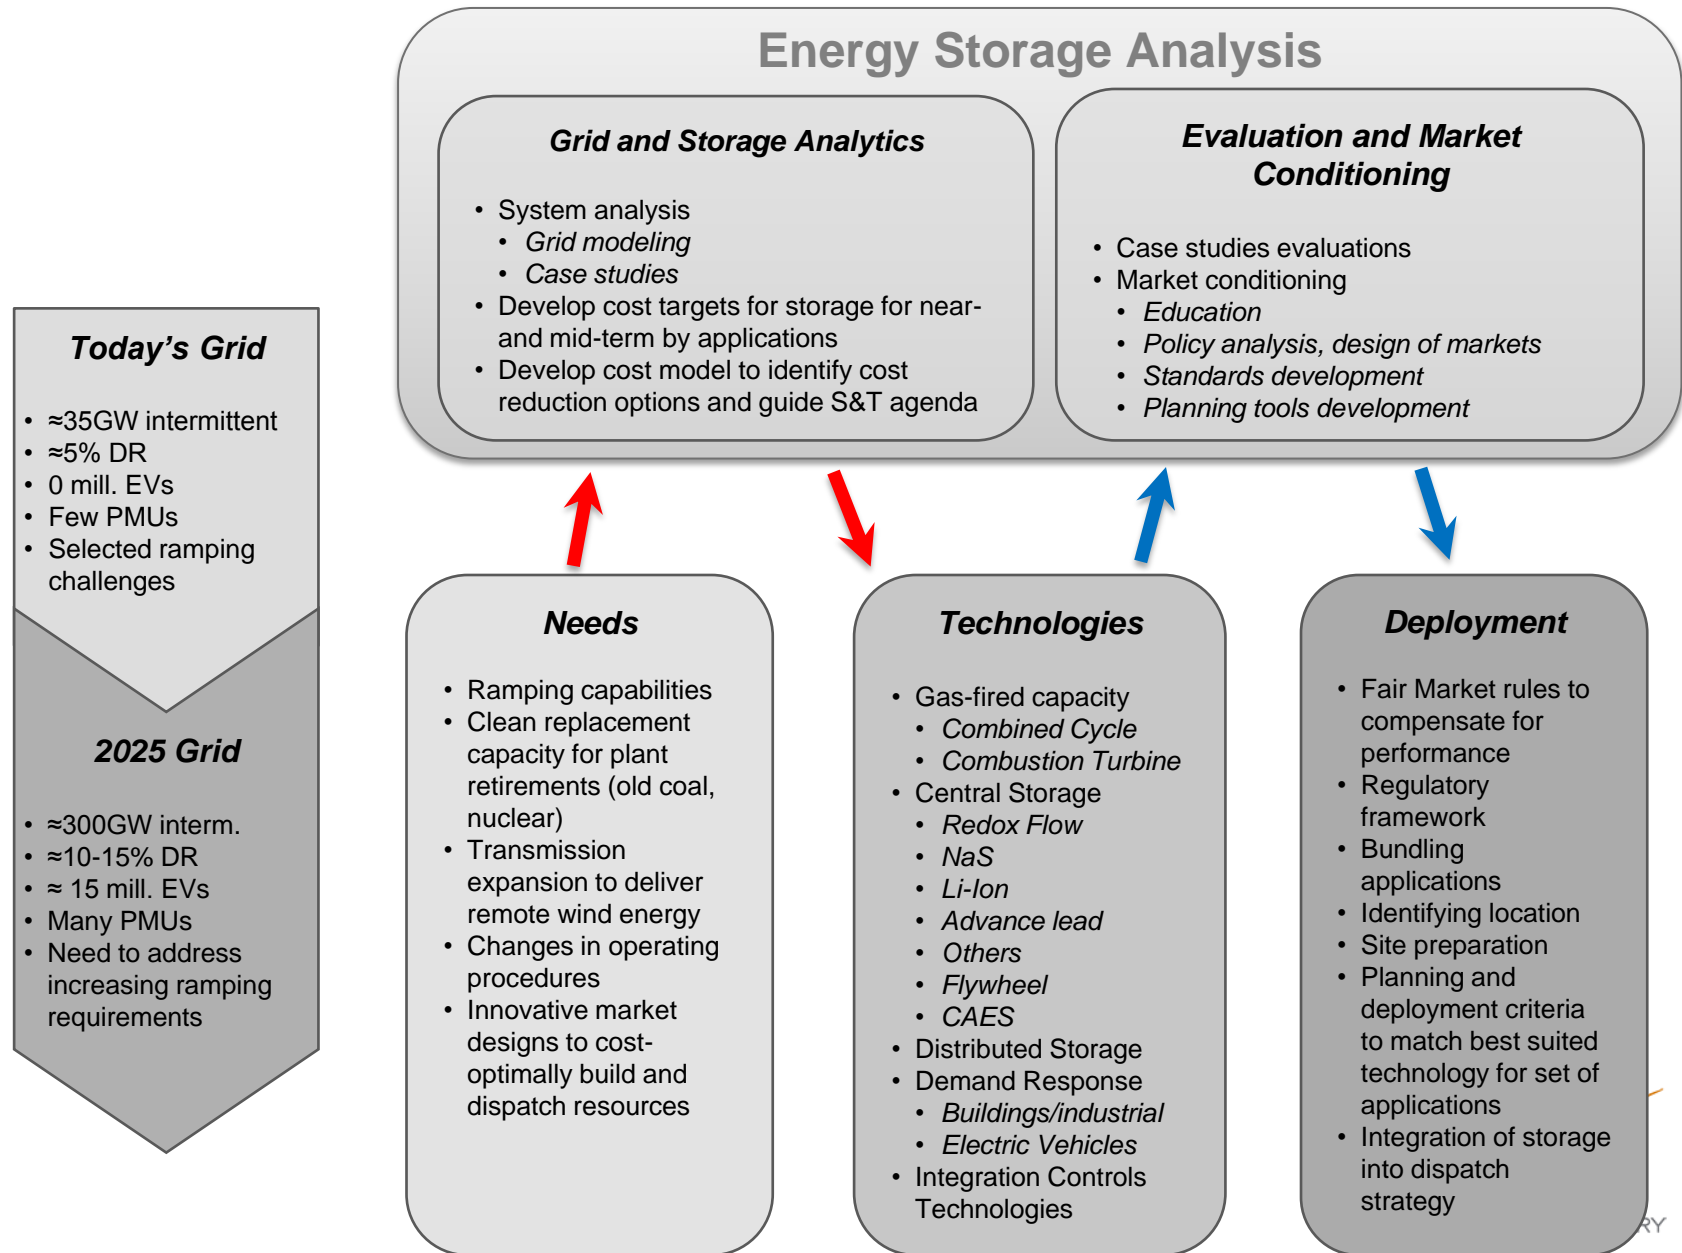 Energy Storage Analysis
Grid and Storage Analytics
• System analysis
• Grid modeling
• Case studies
• Develop cost targets for storage for near-
and mid-term by applications
• Develop cost model to identify cost
reduction options and guide S&T agenda
Evaluation and Market
Conditioning
• Case studies evaluations
• Market conditioning
• Education
• Policy analysis, design of markets
• Standards development
• Planning tools development
Today's Grid
• ≈35GW intermittent
• ≈5% DR
• 0 mill. EVs
• Few PMUs
• Selected ramping
challenges
2025 Grid
• ≈300GW interm.
• ≈10-15% DR
• ≈ 15 mill. EVs
• Many PMUs
• Need to address
increasing ramping
requirements
Needs
• Ramping capabilities
• Clean replacement
capacity for plant
retirements (old coal,
nuclear)
• Transmission
expansion to deliver
remote wind energy
• Changes in operating
procedures
• Innovative market
designs to cost-
optimally build and
dispatch resources
Technologies
• Gas-fired capacity
• Combined Cycle
• Combustion Turbine
• Central Storage
• Redox Flow
• NaS
• Li-Ion
• Advance lead
• Others
• Flywheel
• CAES
• Distributed Storage
• Demand Response
• Buildings/industrial
• Electric Vehicles
• Integration Controls
Technologies
Deployment
• Fair Market rules to
compensate for
performance
• Regulatory
framework
• Bundling
applications
• Identifying location
• Site preparation
• Planning and
deployment criteria
to match best suited
technology for set of
applications
• Integration of storage
into dispatch
strategy
RY